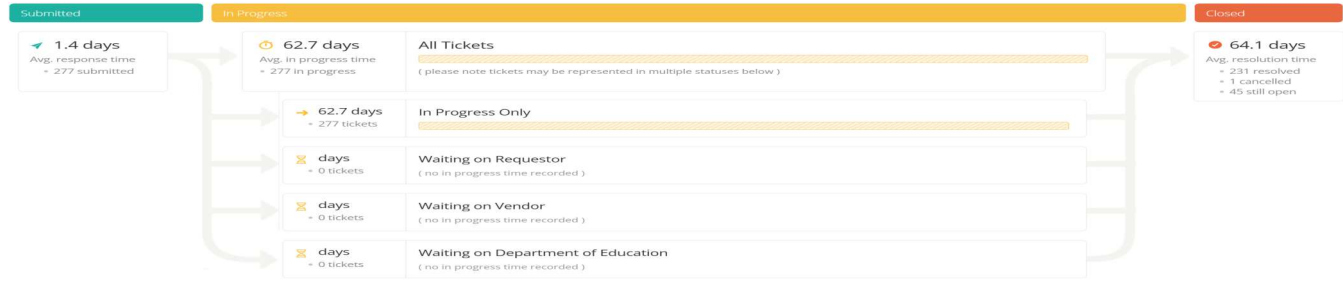 Submitted
In Progress
Closed
1.4 days
Avg. response time
277 submitted
62.7 days
Avg. in progress time
277 in progress
All Tickets
( please note tickets may be represented in multiple statuses below )
64.1 days
Avg. resolution time
231 resolved
1 cancelled
45 still open
62.7 days
277 tickets
In Progress Only
days
0 tickets
Waiting on Requestor
( no in progress time recorded )
days
0 tickets
Waiting on Vendor
( no in progress time recorded )
days
0 tickets
Waiting on Department of Education
( no in progress time recorded )